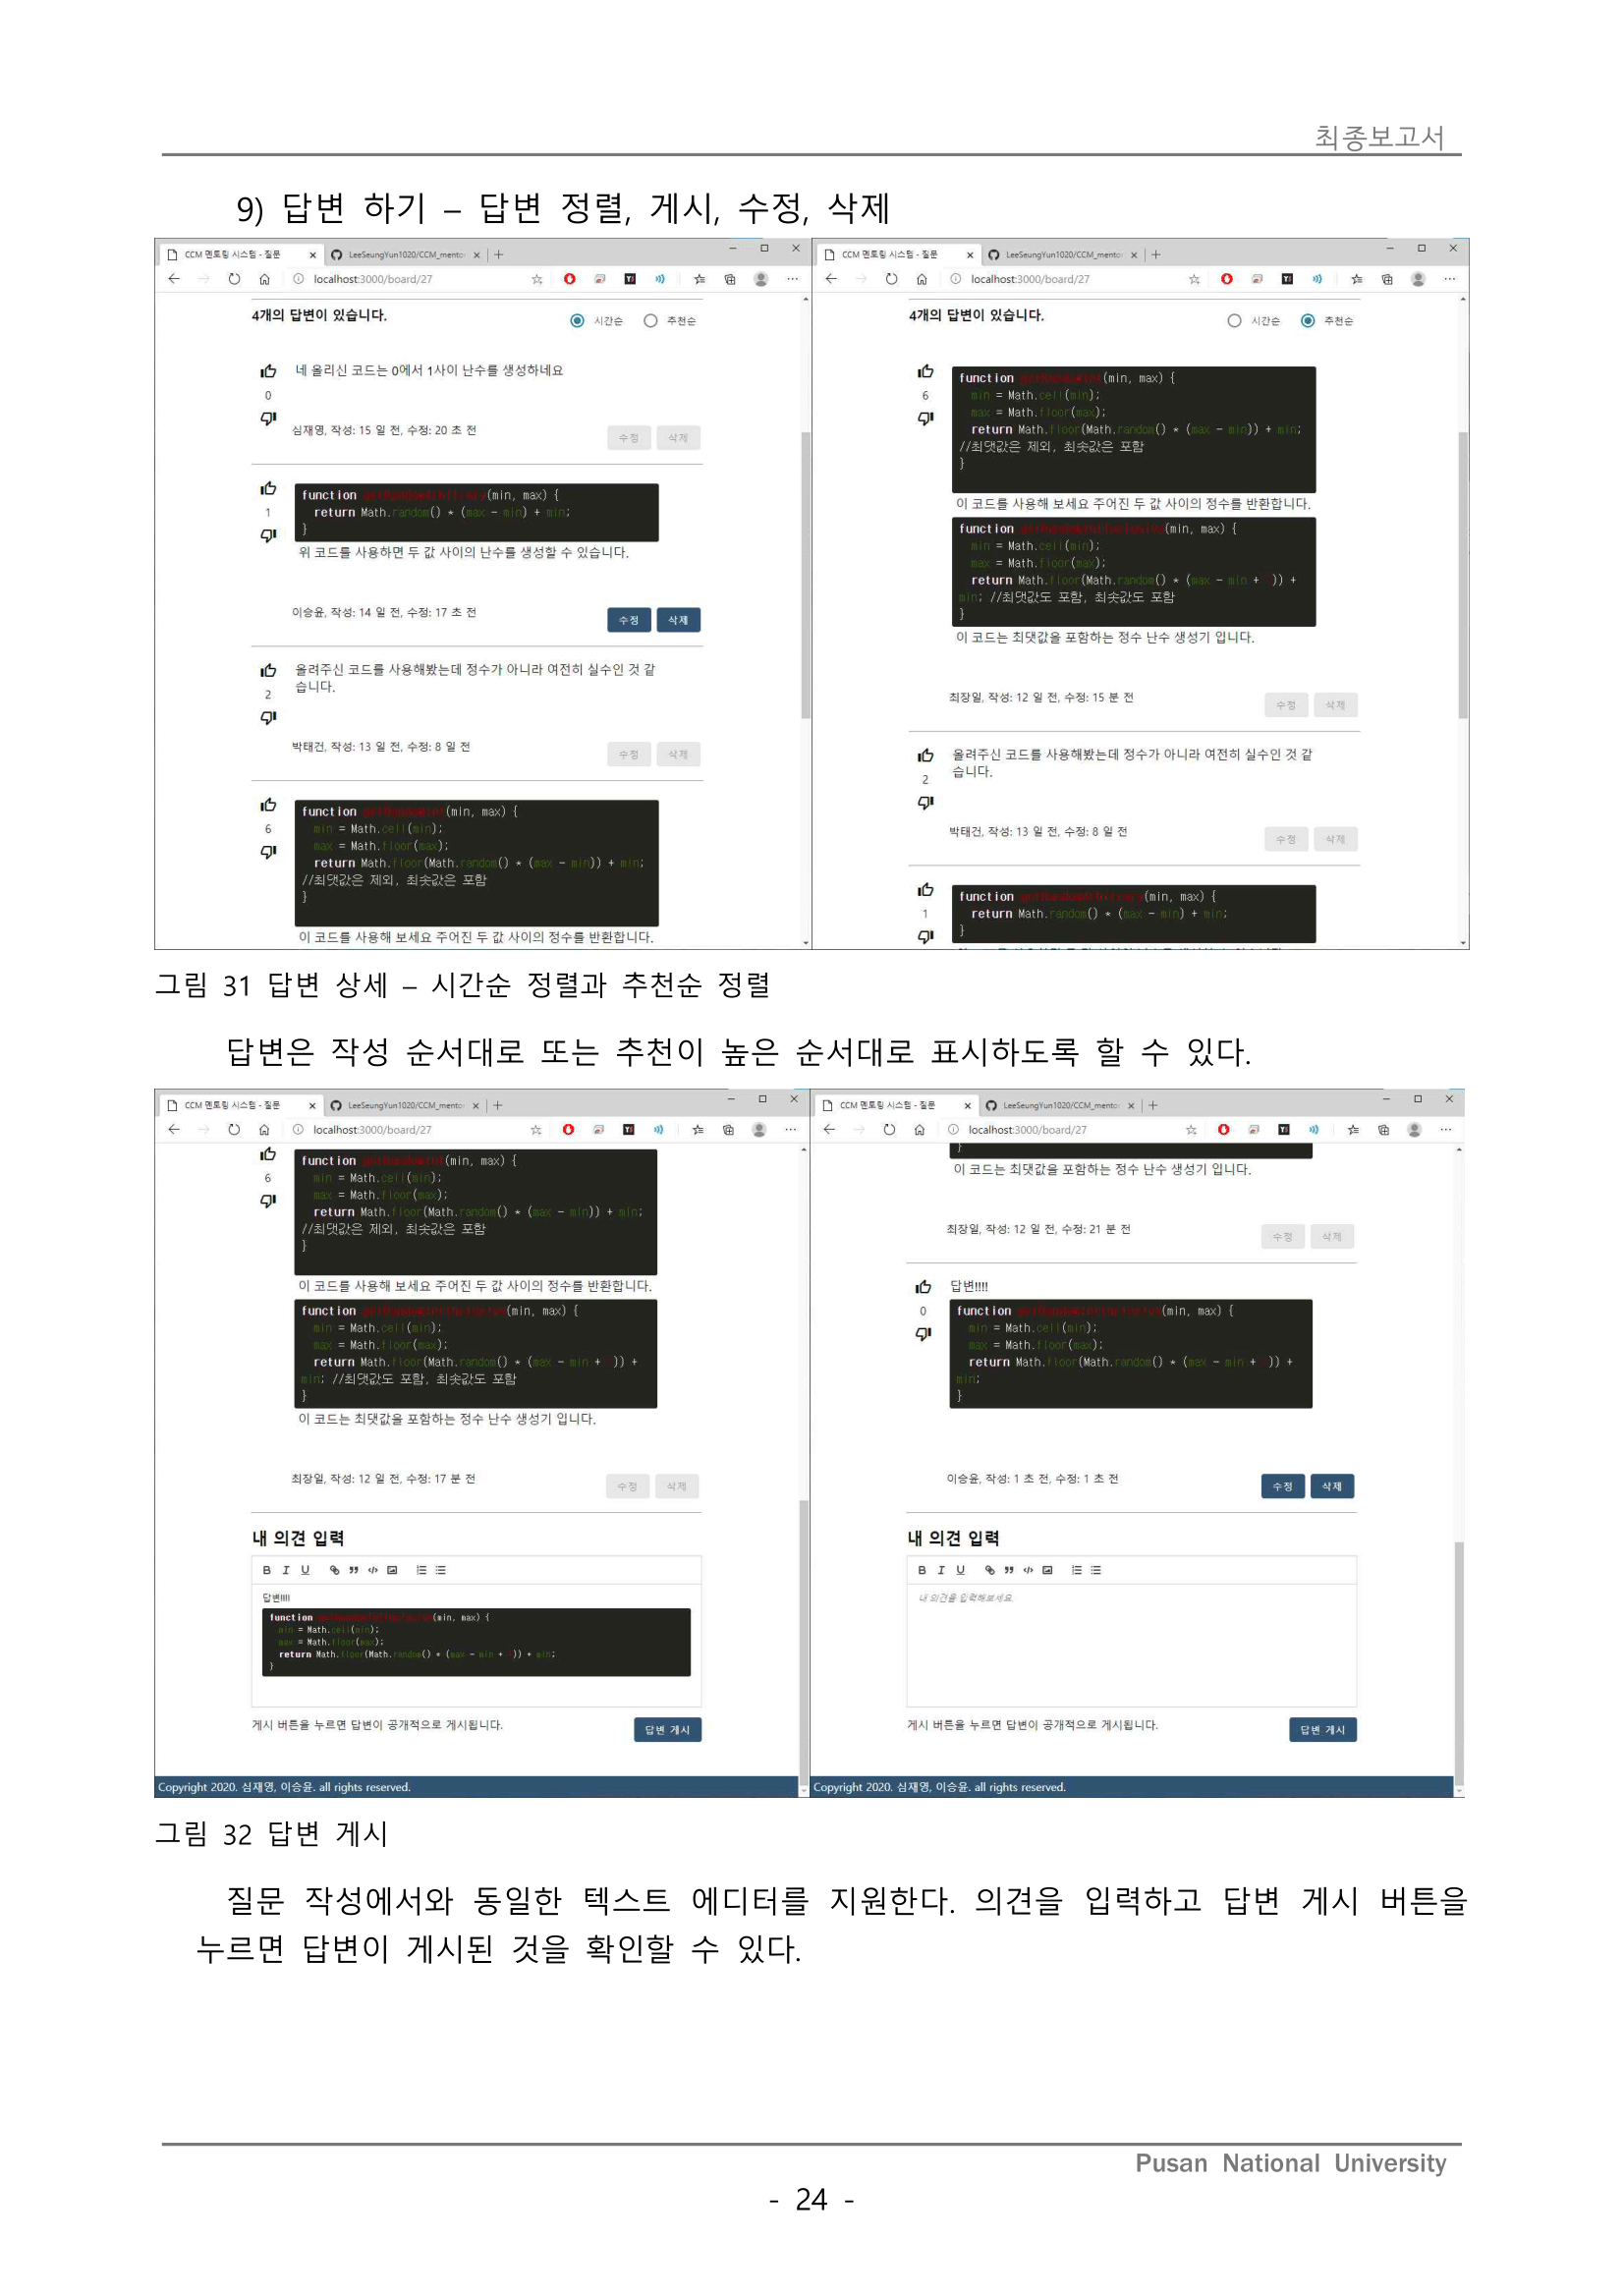 최종보고서
9) 답변 하기 – 답변 정렬, 게시, 수정, 삭제
CCM 멘토링 시스템 - 질문
LeeSeungYun1020/CCM_mento
localhost:3000/board/27
4개의 답변이 있습니다.
시간순 추천순
네 올리신 코드는 0에서 1사이 난수를 생성하네요
0
심재영, 작성: 15 일 전, 수정: 20 초 전
수정 삭제
function (min, max) {
1
return Math.random() * (max - min) + min;
}
위 코드를 사용하면 두 값 사이의 난수를 생성할 수 있습니다.
이승윤, 작성: 14 일 전, 수정: 17 초 전
수정 삭제
올려주신 코드를 사용해봤는데 정수가 아니라 여전히 실수인 것 같
습니다.
2
박태건, 작성: 13 일 전, 수정: 8 일 전
수정 삭제
function (min, max) {
6
min = Math.ceil(min);
max = Math.floor(max);
return Math.floor(Math.random() * (max - min)) + min;
//최댓값은 제외, 최솟값은 포함
}
이 코드를 사용해 보세요 주어진 두 값 사이의 정수를 반환합니다.
CCM 멘토링 시스템 - 질문
LeeSeungYun1020/CCM_mento
localhost:3000/board/27
4개의 답변이 있습니다.
시간순 추천순
function (min, max) {
6
min = Math.ceil(min);
max = Math.floor(max);
return Math.floor(Math.random() * (max - min)) + min;
//최댓값은 제외, 최솟값은 포함
}
이 코드를 사용해 보세요 주어진 두 값 사이의 정수를 반환합니다.
function (min, max) {
min = Math.ceil(min);
max = Math.floor(max);
return Math.floor(Math.random() * (max - min + )) +
min; //최댓값도 포함, 최솟값도 포함
}
이 코드는 최댓값을 포함하는 정수 난수 생성기 입니다.
최장일, 작성: 12 일 전, 수정: 15 분 전
수정 삭제
올려주신 코드를 사용해봤는데 정수가 아니라 여전히 실수인 것 같
습니다.
2
박태건, 작성: 13 일 전, 수정: 8 일 전
수정 삭제
function (min, max) {
1
return Math.random() * (max - min) + min;
}
그림 31 답변 상세 – 시간순 정렬과 추천순 정렬
답변은 작성 순서대로 또는 추천이 높은 순서대로 표시하도록 할 수 있다.
CCM 멘토링 시스템 - 질문
LeeSeungYun1020/CCM_mento
localhost:3000/board/27
function (min, max) {
6
min = Math.ceil(min);
max = Math.floor(max);
return Math.floor(Math.random() * (max - min)) + min;
//최댓값은 제외, 최솟값은 포함
}
이 코드를 사용해 보세요 주어진 두 값 사이의 정수를 반환합니다.
function (min, max) {
min = Math.ceil(min);
max = Math.floor(max);
return Math.floor(Math.random() * (max - min + )) +
min; //최댓값도 포함, 최솟값도 포함
}
이 코드는 최댓값을 포함하는 정수 난수 생성기 입니다.
최장일, 작성: 12 일 전, 수정: 17 분 전
수정 삭제
내 의견 입력
B I U
답변!!!!
function (min, max) {
min = Math.ceil(min);
max = Math.floor(max);
return Math.floor(Math.random() * (max - min + )) + min;
}
게시 버튼을 누르면 답변이 공개적으로 게시됩니다.
답변 게시
Copyright 2020. 심재영, 이승윤. all rights reserved.
CCM 멘토링 시스템 - 질문
LeeSeungYun1020/CCM_mento
localhost:3000/board/27
}
이 코드는 최댓값을 포함하는 정수 난수 생성기 입니다.
최장일, 작성: 12 일 전, 수정: 21 분 전
수정 삭제
답변!!!!
0
function (min, max) {
min = Math.ceil(min);
max = Math.floor(max);
return Math.floor(Math.random() * (max - min + )) +
min;
}
이승윤, 작성: 1 초 전, 수정: 1 초 전
수정 삭제
내 의견 입력
B I U
내 의견을 입력해보세요
게시 버튼을 누르면 답변이 공개적으로 게시됩니다.
답변 게시
Copyright 2020. 심재영, 이승윤. all rights reserved.
그림 32 답변 게시
질문 작성에서와 동일한 텍스트 에디터를 지원한다. 의견을 입력하고 답변 게시 버튼을
누르면 답변이 게시된 것을 확인할 수 있다.
Pusan National University
- 24 -